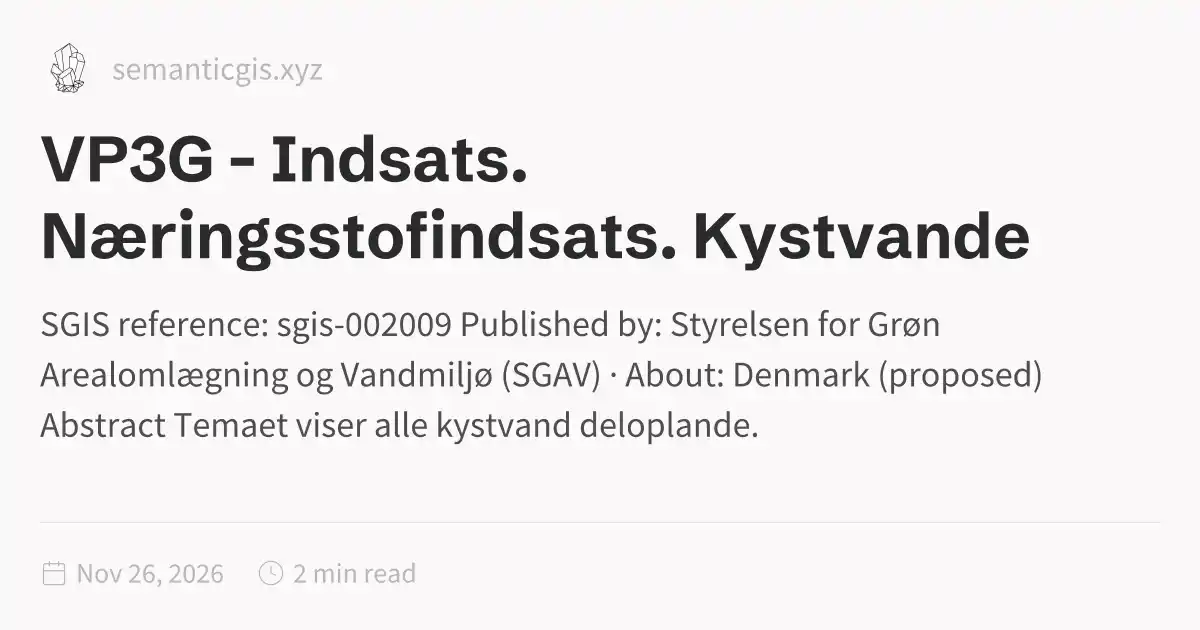 semanticgis.xyz
VP3G - Indsats.
Næringsstofindsats. Kystvande
SGIS reference: sgis-002009 Published by: Styrelsen for Grøn
Arealomlægning og Vandmiljø (SGAV) · About: Denmark (proposed)
Abstract Temaet viser alle kystvand deloplande.
Nov 26, 2026 2 min read